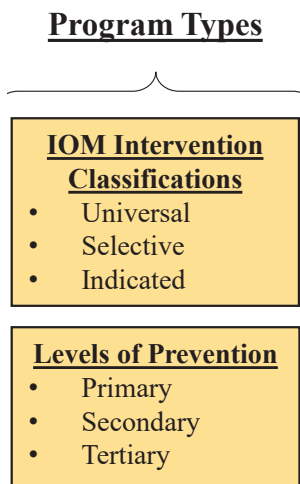 Program Types
IOM Intervention
Classifications
• Universal
• Selective
• Indicated
Levels of Prevention
• Primary
• Secondary
• Tertiary